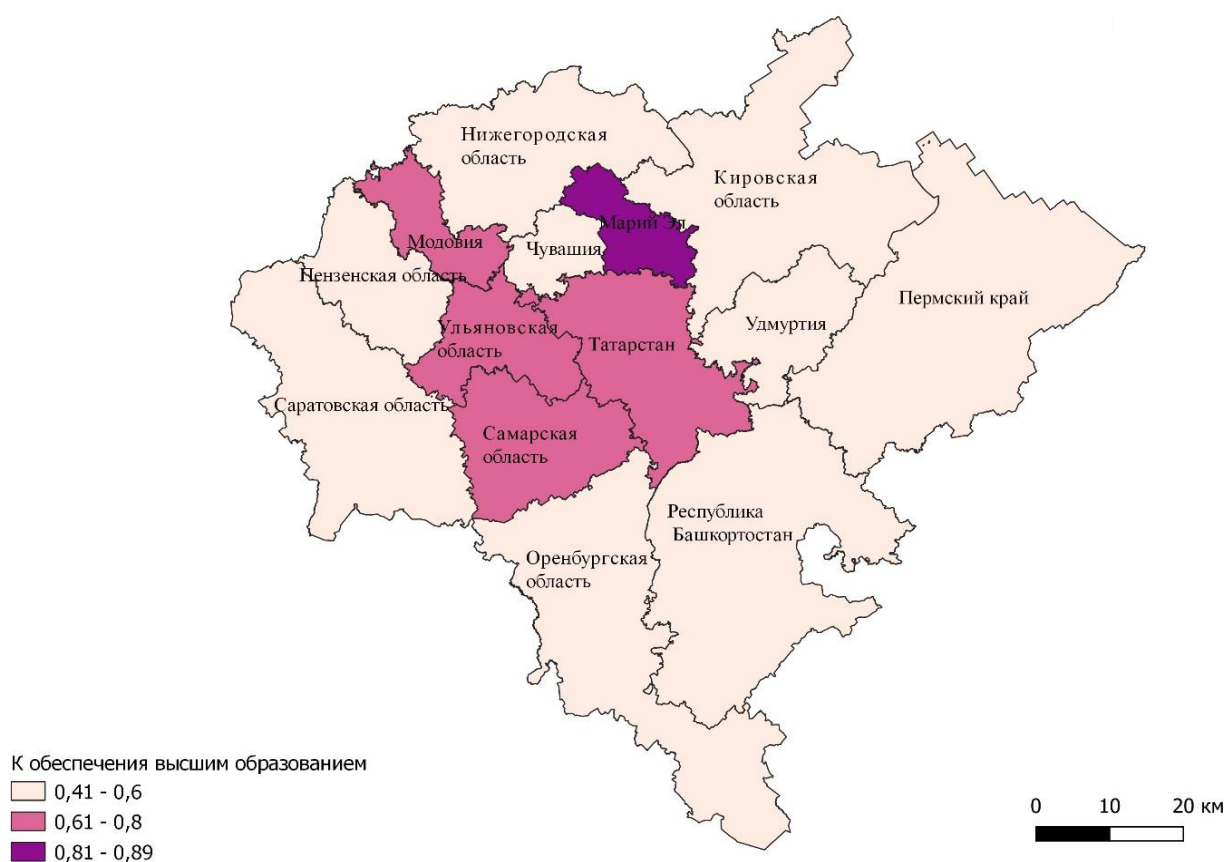 Нижегородская
область
Кировская
область
Марий Эл
Модовия
Чувашия
Пензенская область
Пермский край
Удмуртия
Ульяновская
область
Татарстан
Саратовская область
Самарская
область
Республика
Башкортостан
Оренбургская
область
К обеспечения высшим образованием
0,41 - 0,6
0,61 - 0,8
0,81 - 0,89
0 10 20 км